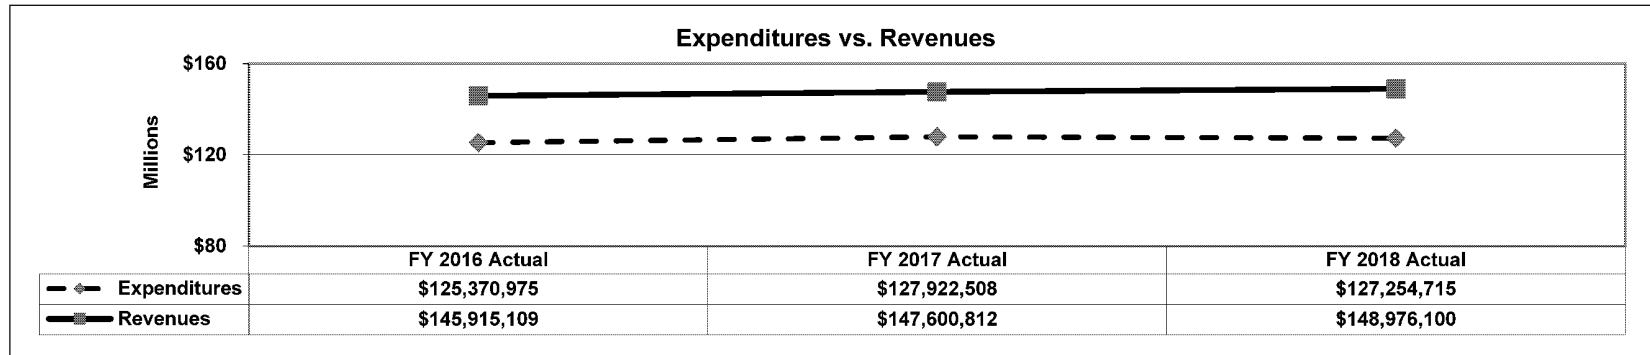 Expenditures vs. Revenues
$160
$120
$80
Millions
FY 2016 Actual FY 2017 Actual FY 2018 Actual
Expenditures $125,370,975 $127,922,508 $127,254,715
Revenues $145,915,109 $147,600,812 $148,976,100